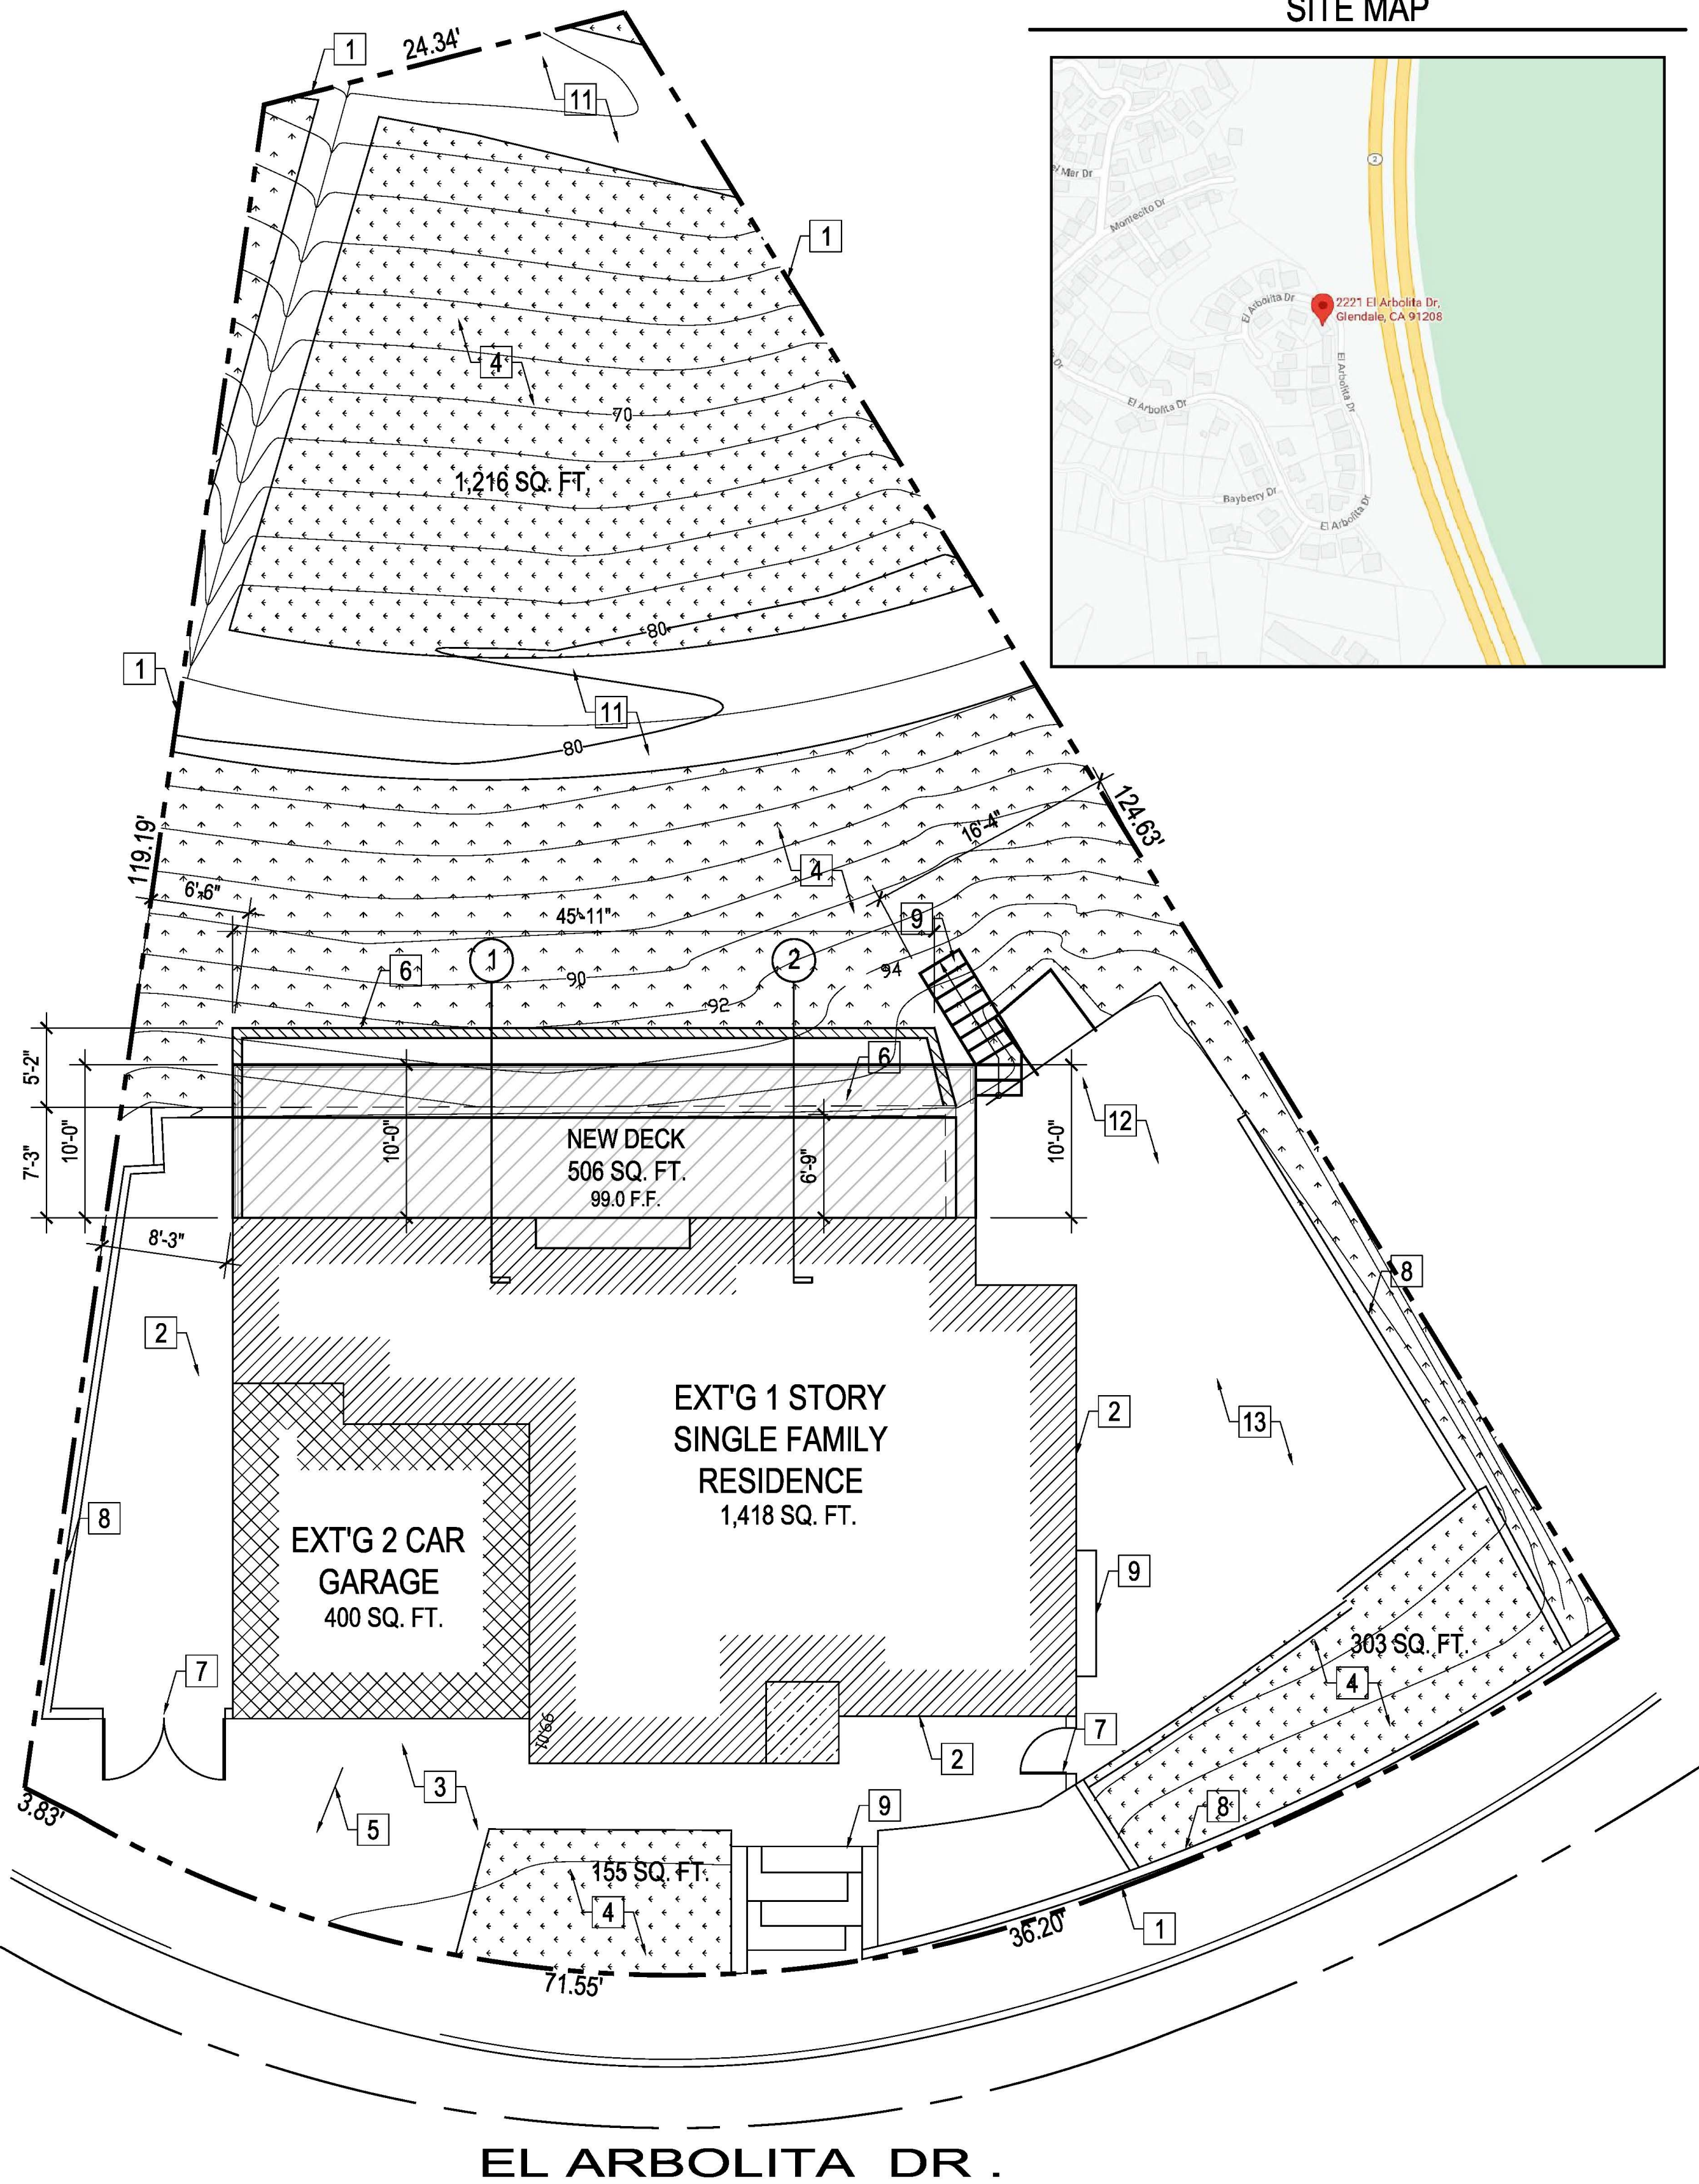 SITE MAP
24.34'
1
11
el Mar Dr
Montecito Dr
2
El Arbolita Dr
2221 El Arbolita Dr,
Glendale, CA 91208
El Arbolita Dr
El Arbolita Dr
Dr
Bayberry Dr
El Arbolita Dr
1
4
70
1,216 SQ. FT.
80
1
11
80
119.19'
124.63'
16'-4"
4
6'-6"
45'-11"
9
1
2
6
90
94
92
5'-2"
6
10'-0"
7'-3"
10'-0"
NEW DECK
506 SQ. FT.
99.0 F.F.
6'-9"
10'-0"
12
8'-3"
8
2
EXT'G 1 STORY
SINGLE FAMILY
RESIDENCE
1,418 SQ. FT.
2
13
8
EXT'G 2 CAR
GARAGE
400 SQ. FT.
9
303 SQ. FT.
4
7
99.01
7
2
3
3.83'
5
9
8
155 SQ. FT.
4
36.20'
1
71.55'
EL ARBOLITA DR .